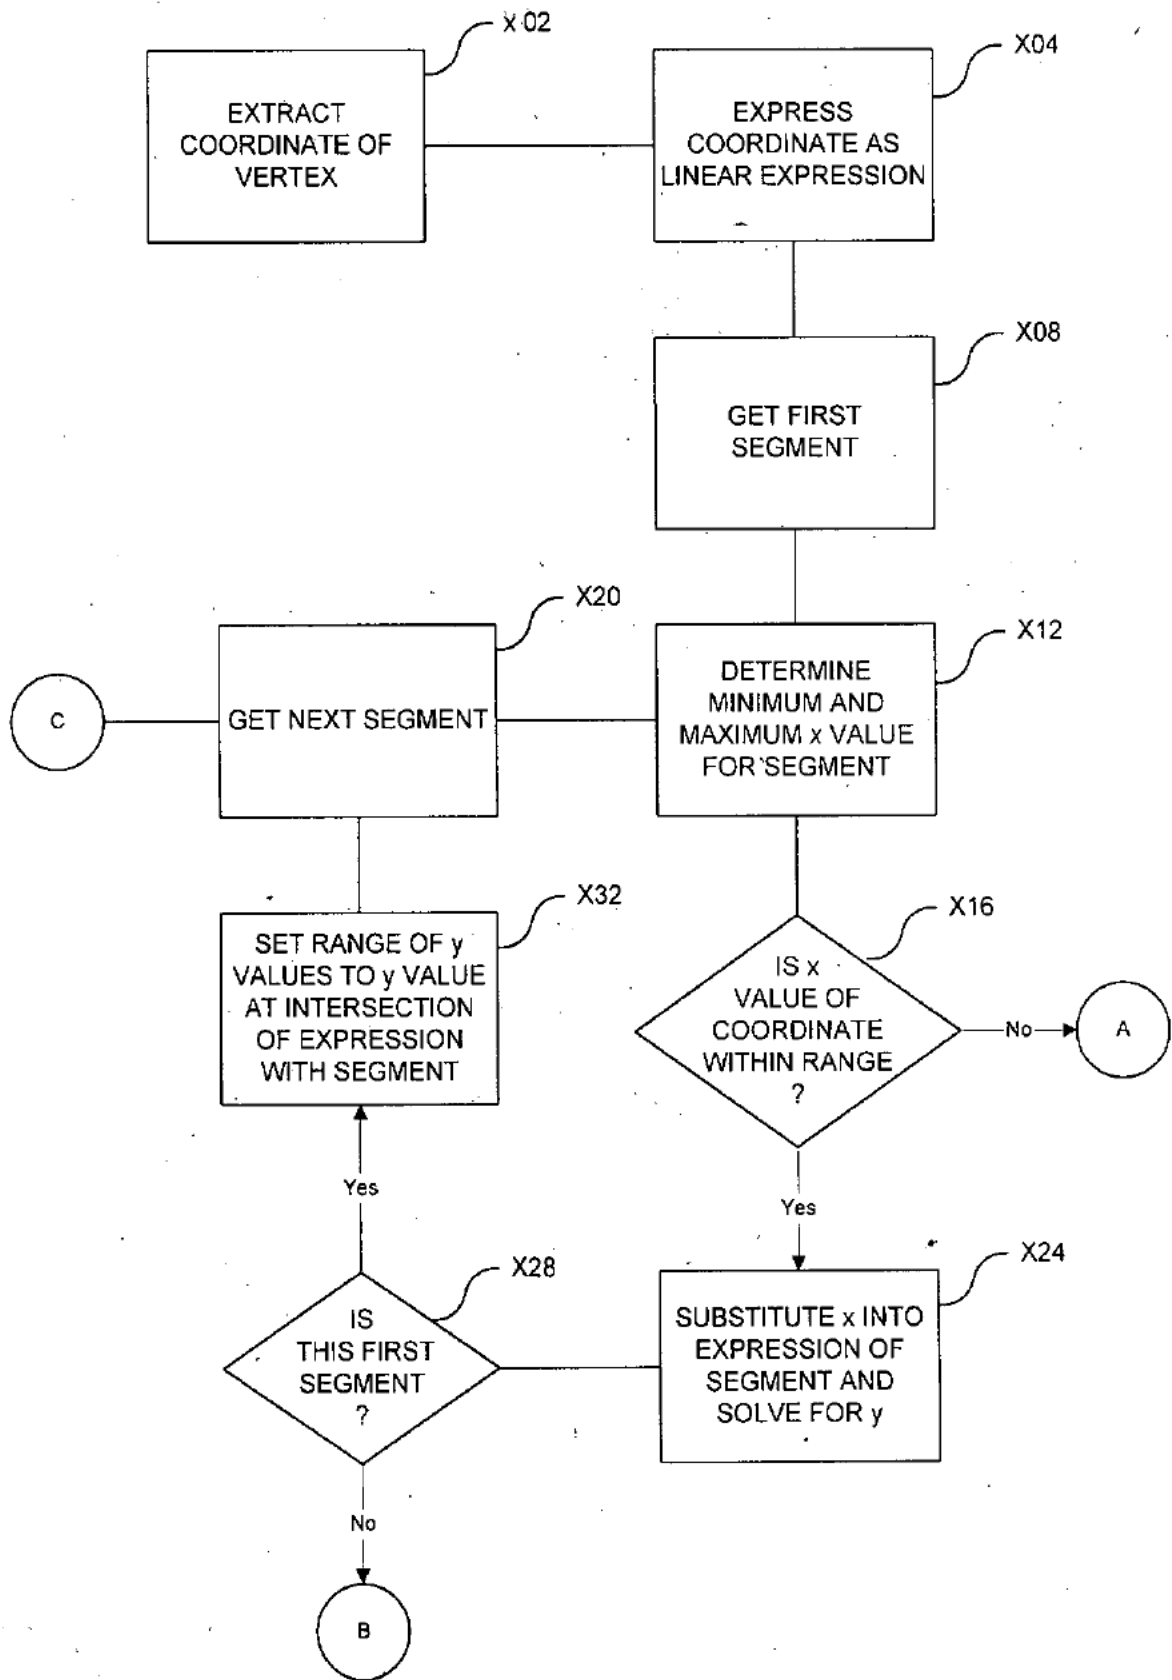 X02
EXTRACT
COORDINATE OF
VERTEX
X04
EXPRESS
COORDINATE AS
LINEAR EXPRESSION
X08
GET FIRST
SEGMENT
X20
GET NEXT SEGMENT
C
X12
DETERMINE
MINIMUM AND
MAXIMUM x VALUE
FOR SEGMENT
X32
SET RANGE OF y
VALUES TO y VALUE
AT INTERSECTION
OF EXPRESSION
WITH SEGMENT
X16
IS x
VALUE OF
COORDINATE
WITHIN RANGE
?
No
A
Yes
Yes
X28
IS
THIS FIRST
SEGMENT
?
X24
SUBSTITUTE x INTO
EXPRESSION OF
SEGMENT AND
SOLVE FOR y
No
B